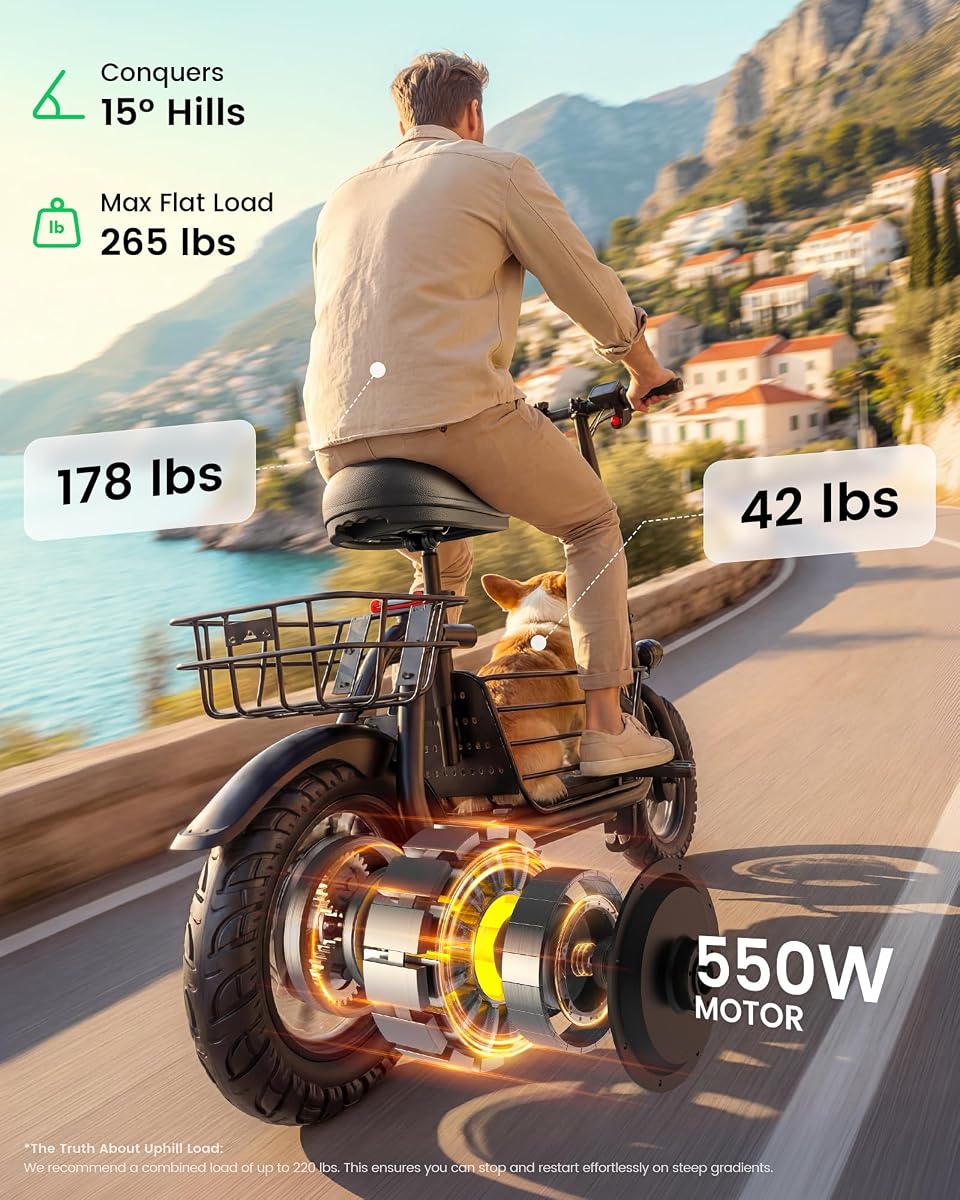 Conquers
15° Hills
lb
Max Flat Load
265 lbs
178 lbs
42 lbs
550W
MOTOR
*The Truth About Uphill Load:
We recommend a combined load of up to 220 lbs. This ensures you can stop and restart effortlessly on steep gradients.